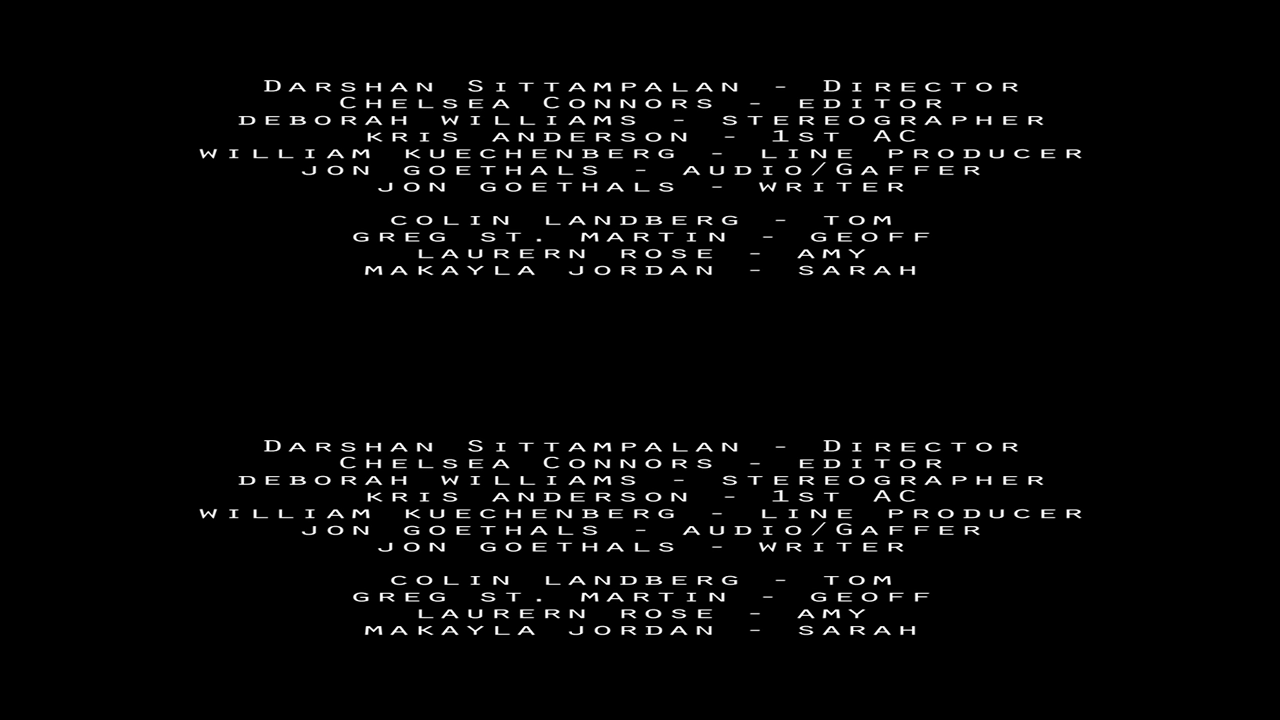 Darshan Sittampalan - Director
Chelsea Connors - editor
DEBORAH WILLIAMS - STEREOGRAPHER
KRIS ANDERSON - 1ST AC
WILLIAM KUECHENBERG - LINE PRODUCER
JON GOETHALS - AUDIO/GAFFER
JON GOETHALS - WRITER
COLIN LANDBERG - TOM
GREG ST. MARTIN - GEOFF
LAURERN ROSE - AMY
MAKAYLA JORDAN - SARAH
Darshan Sittampalan - Director
Chelsea Connors - editor
DEBORAH WILLIAMS - STEREOGRAPHER
KRIS ANDERSON - 1ST AC
WILLIAM KUECHENBERG - LINE PRODUCER
JON GOETHALS - AUDIO/GAFFER
JON GOETHALS - WRITER
COLIN LANDBERG - TOM
GREG ST. MARTIN - GEOFF
LAURERN ROSE - AMY
MAKAYLA JORDAN - SARAH